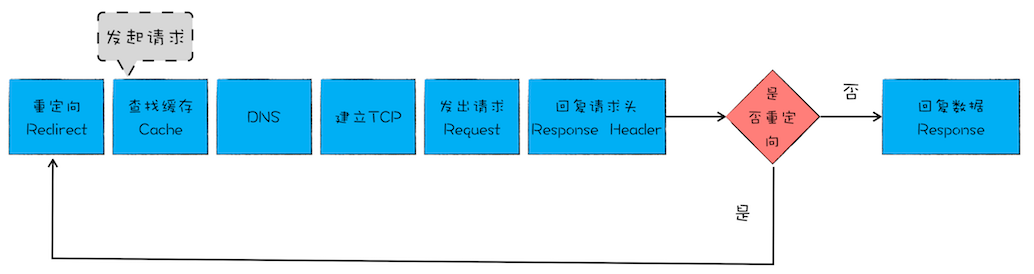 发起请求
重定向
Redirect
查找缓存
Cache
DNS
建立TCP
发出请求
Request
回复请求头
Response Header
是
否重定
向
否
回复数据
Response
是